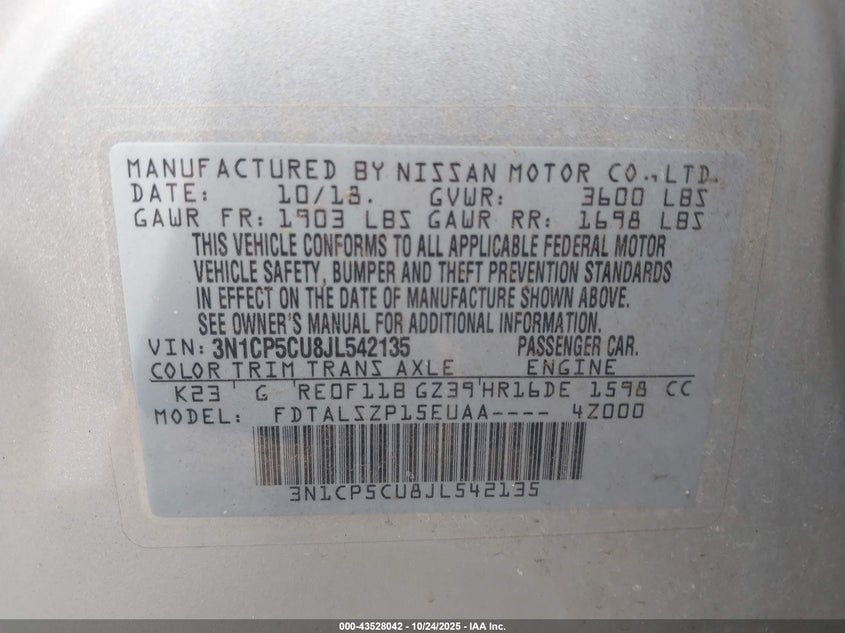 MANUFACTURED BY NISSAN MOTOR CO., LTD.
DATE: 10/18. GVWR: 3600 LBS
GAWR FR: 1903 LBS GAWR RR: 1698 LBS
THIS VEHICLE CONFORMS TO ALL APPLICABLE FEDERAL MOTOR
VEHICLE SAFETY, BUMPER AND THEFT PREVENTION STANDARDS
IN EFFECT ON THE DATE OF MANUFACTURE SHOWN ABOVE.
SEE OWNER'S MANUAL FOR ADDITIONAL INFORMATION.
VIN: 3N1CP5CU8JL542135 PASSENGER CAR.
COLOR TRIM TRANS AXLE ENGINE
K23 G RE0F11B GZ39 HR16DE 1598 CC
MODEL: FDTALSZP15EUAA---- 4Z000
3N1CP5CU8JL542135
000-43528042 - 10/24/2025 - IAA Inc.